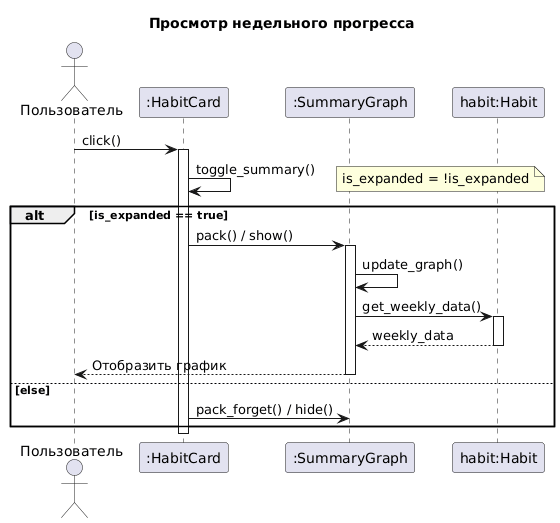 Просмотр недельного прогресса
Пользователь
:HabitCard
:SummaryGraph
habit:Habit
click()
toggle_summary()
is_expanded = !is_expanded
alt
[is_expanded == true]
pack() / show()
update_graph()
get_weekly_data()
weekly_data
Отобразить график
[else]
pack_forget() / hide()
Пользователь
:HabitCard
:SummaryGraph
habit:Habit